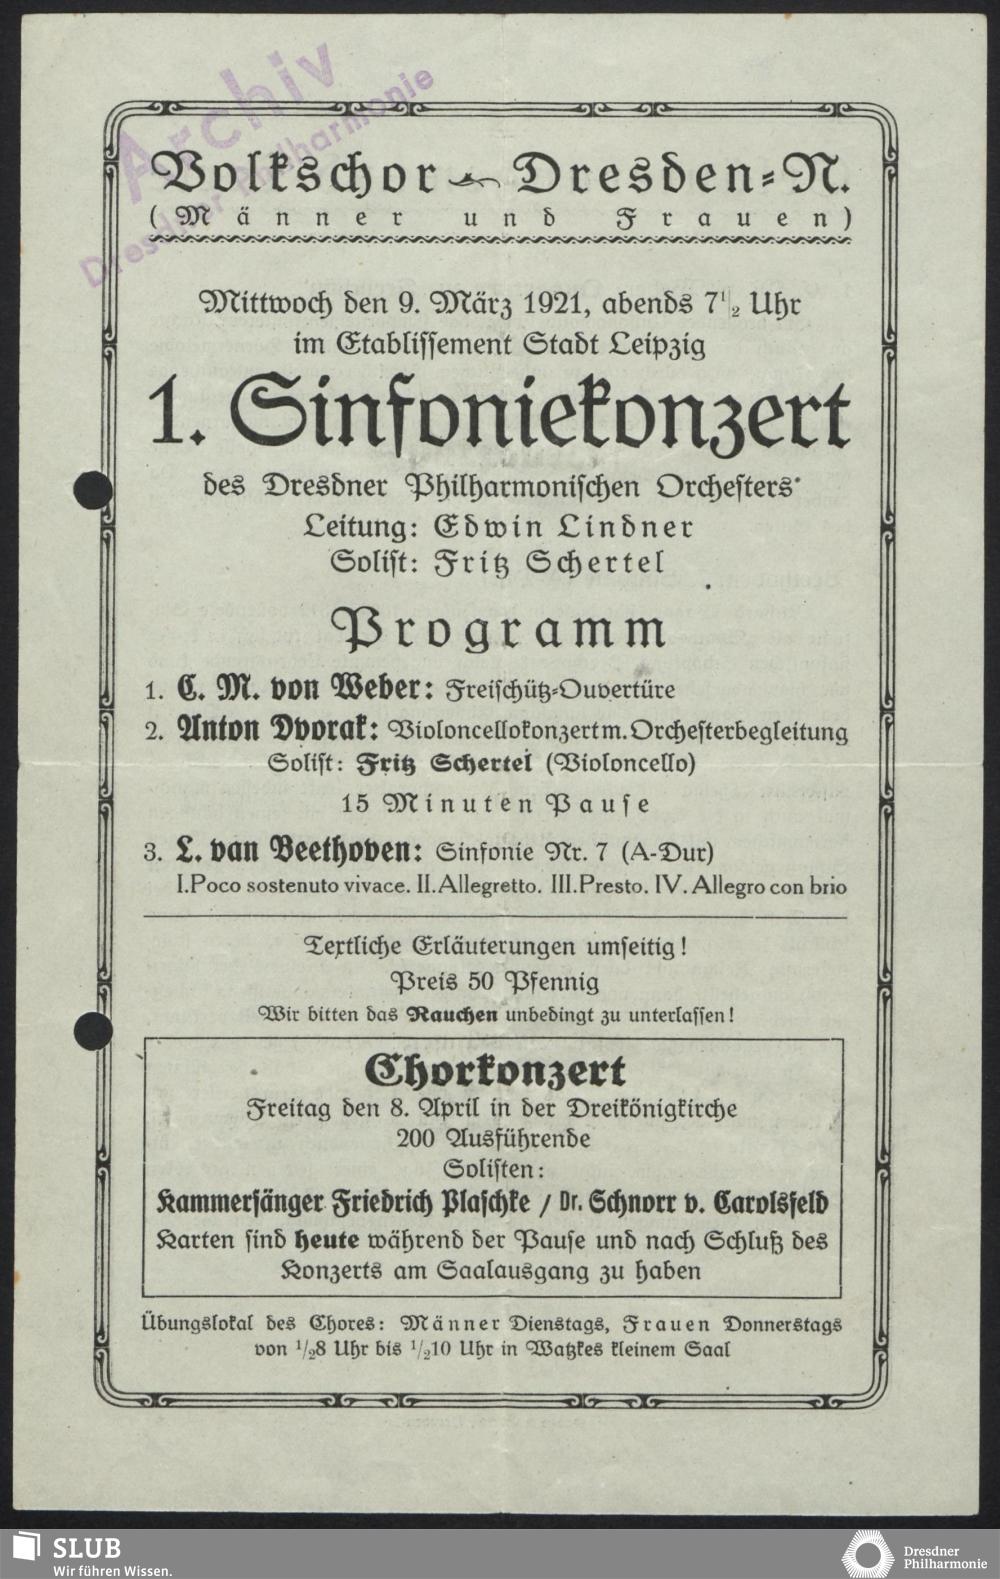 Archiv
Dresdner Philharmonie
Volkschor Dresden=N.
(Männer und Frauen)
Mittwoch den 9. März 1921, abends 7 1/2 Uhr
im Etablissement Stadt Leipzig
1. Sinfoniekonzert
des Dresdner Philharmonischen Orchesters
Leitung: Edwin Lindner
Solist: Fritz Schertel
Programm
1. C. M. von Weber: Freischütz=Ouvertüre
2. Anton Dvorak: Violoncellokonzert m. Orchesterbegleitung
Solist: Fritz Schertel (Violoncello)
15 Minuten Pause
3. L. van Beethoven: Sinfonie Nr. 7 (A-Dur)
I. Poco sostenuto vivace. II. Allegretto. III. Presto. IV. Allegro con brio
Textliche Erläuterungen umseitig!
Preis 50 Pfennig
Wir bitten das Rauchen unbedingt zu unterlassen!
Chorkonzert
Freitag den 8. April in der Dreikönigkirche
200 Ausführende
Solisten:
Kammersänger Friedrich Plaschke / Dr. Schnorr v. Carolsfeld
Karten sind heute während der Pause und nach Schluß des
Konzerts am Saalausgang zu haben
Übungslokal des Chores: Männer Dienstags, Frauen Donnerstags
von 1/28 Uhr bis 1/210 Uhr in Watzkes kleinem Saal
SLUB
Wir führen Wissen.
Dresdner
Philharmonie